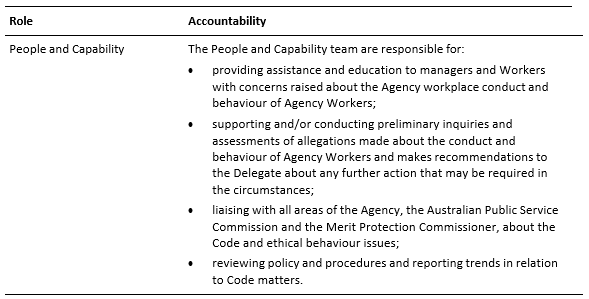 Role Accountability
People and Capability The People and Capability team are responsible for:
• providing assistance and education to managers and Workers
with concerns raised about the Agency workplace conduct and
behaviour of Agency Workers;
• supporting and/or conducting preliminary inquiries and
assessments of allegations made about the conduct and
behaviour of Agency Workers and makes recommendations to
the Delegate about any further action that may be required in
the circumstances;
• liaising with all areas of the Agency, the Australian Public Service
Commission and the Merit Protection Commissioner, about the
Code and ethical behaviour issues;
• reviewing policy and procedures and reporting trends in relation
to Code matters.